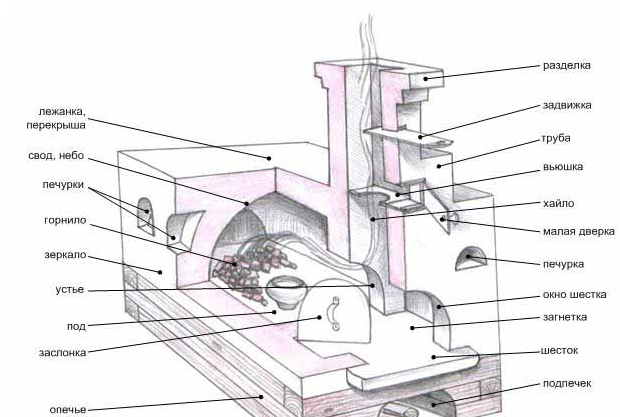 лежанка,
перекрыша
свод, небо
печурки
горнило
зеркало
устье
под
заслонка
опечье
разделка
задвижка
труба
вьюшка
хайло
малая дверка
печурка
окно шестка
загнетка
шесток
подпечек